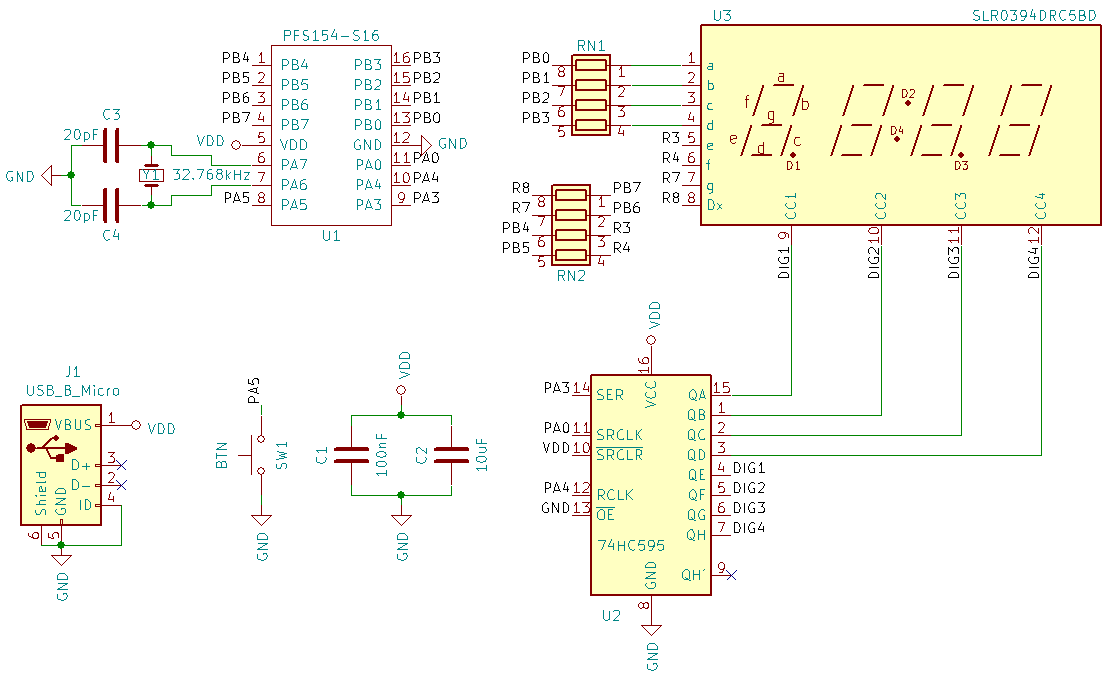 PFS154-S16
PB4 1 PB4 PB3 16 PB3
PB5 2 PB5 PB2 15 PB2
PB6 3 PB6 PB1 14 PB1
PB7 4 PB7 PB0 13 PB0
VDD 5 VDD GND 12 GND
6 PA7 PA0 11 PA0
7 PA6 PA4 10 PA4
PA5 8 PA5 PA3 9 PA3
U1
C3
20pF
GND
Y1 32.768kHz
20pF
C4
RN1
PB0 8 1
PB1 7 2
PB2 6 3
PB3 5 4
R8 8 1 PB7
R7 7 2 PB6
PB4 6 3 R3
PB5 5 4 R4
RN2
U3 SLR0394DRC5BD
1 a
2 b
3 c
4 d
R3 5 e
R4 6 f
R7 7 g
R8 8 Dx
a
f b
g
e c
d
D1
D2
D4
D3
CC1 CC2 CC3 CC4
9 10 11 12
DIG1 DIG2 DIG3 DIG4
J1
USB_B_Micro
VBUS 1 VDD
D+ 3
D- 2
ID 4
Shield GND
6 5
GND
PA5
BTN SW1
GND
VDD
C1 100nF C2 10uF
GND
VDD
16
VCC
PA3 14 SER QA 15
QB 1
PA0 11 SRCLK QC 2
VDD 10 SRCLR QD 3
QE 4 DIG1
PA4 12 RCLK QF 5 DIG2
GND 13 OE QG 6 DIG3
QH 7 DIG4
74HC595
GND QH' 9
U2 8
GND